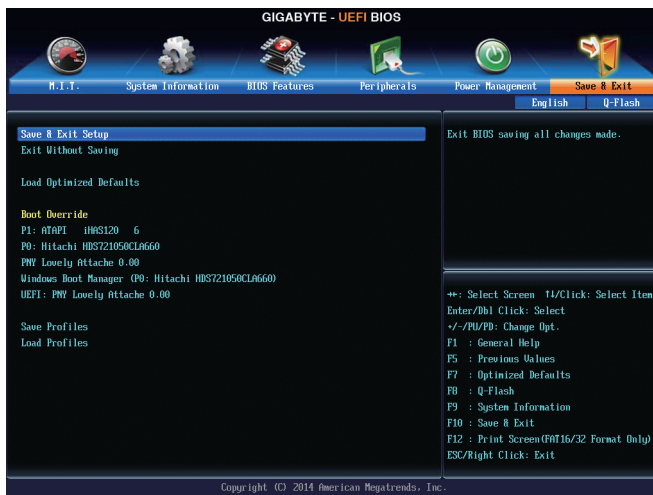 GIGABYTE - UEFI BIOS
M.I.T.
System Information
BIOS Features
Peripherals
Power Management
Save & Exit
English
Q-Flash
Save & Exit Setup
Exit Without Saving
Load Optimized Defaults
Boot Override
P1: ATAPI iHAS120 6
P0: Hitachi HDS721050CLA660
PNY Lovely Attache 0.00
Windows Boot Manager (P0: Hitachi HDS721050CLA660)
UEFI: PNY Lovely Attache 0.00
Save Profiles
Load Profiles
Exit BIOS saving all changes made.
→←: Select Screen ↑↓/Click: Select Item
Enter/Dbl Click: Select
+/-/PU/PD: Change Opt.
F1 : General Help
F5 : Previous Values
F7 : Optimized Defaults
F8 : Q-Flash
F9 : System Information
F10 : Save & Exit
F12 : Print Screen(FAT16/32 Format Only)
ESC/Right Click: Exit
Copyright (C) 2014 American Megatrends, Inc.